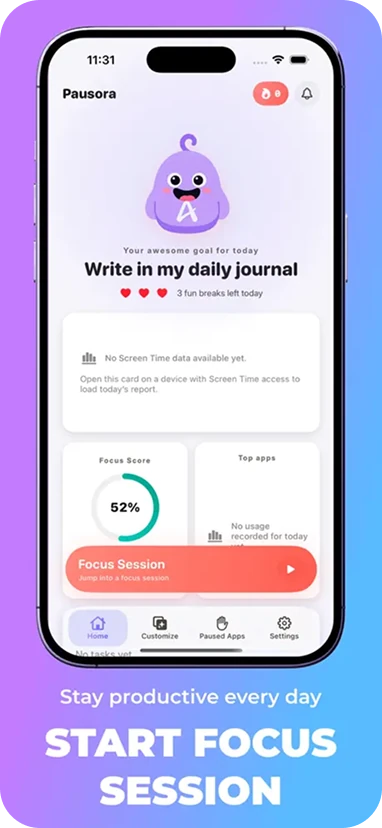 11:31
Pausora
0
A
Your awesome goal for today
Write in my daily journal
3 fun breaks left today
No Screen Time data available yet.
Open this card on a device with Screen Time access to
load today's report.
Focus Score
Top apps
52%
No usage
recorded for today
yet.
Focus Session
Jump into a focus session
Home
Customize
Paused Apps
Settings
No tasks yet
Stay productive every day
START FOCUS
SESSION